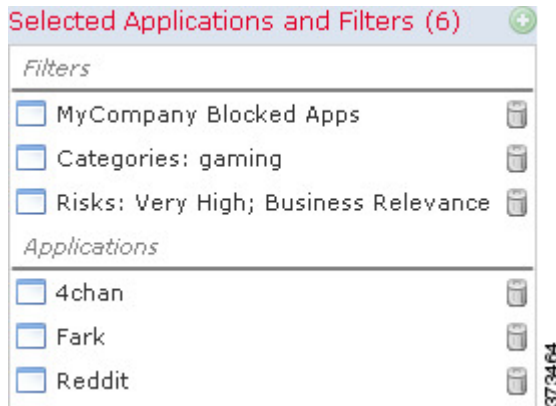 Selected Applications and Filters (6)
Filters
MyCompany Blocked Apps
Categories: gaming
Risks: Very High; Business Relevance
Applications
4chan
Fark
Reddit
373464